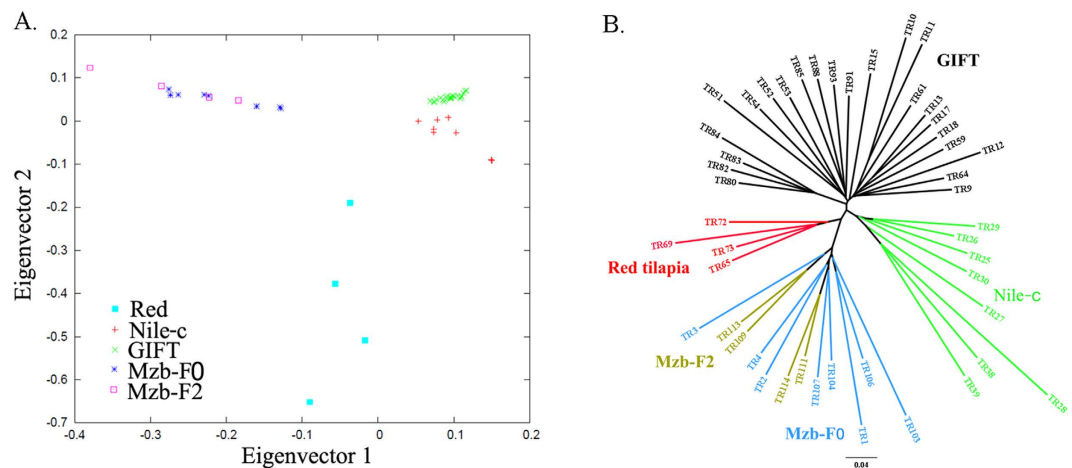 A.
0.2
0.1
0
-0.1
-0.2
-0.3
-0.4
-0.5
-0.6
-0.7
Eigenvector 2
Red
Nile-c
GIFT
Mzb-F0
Mzb-F2
-0.4
-0.3
-0.2
-0.1
0
0.1
0.2
Eigenvector 1
B.
GIFT
TR51
TR54
TR52
TR53
TR85
TR88
TR93
TR91
TR15
TR10
TR11
TR61
TR13
TR17
TR18
TR59
TR12
TR64
TR9
TR84
TR83
TR82
TR80
TR72
TR69
TR73
TR65
Red tilapia
TR29
TR26
TR25
TR30
TR27
Nile-c
TR38
TR39
TR28
TR3
TR113
TR109
Mzb-F2
TR4
TR2
TR114
TR111
TR107
TR104
TR106
TR1
TR103
Mzb-F0
0.04